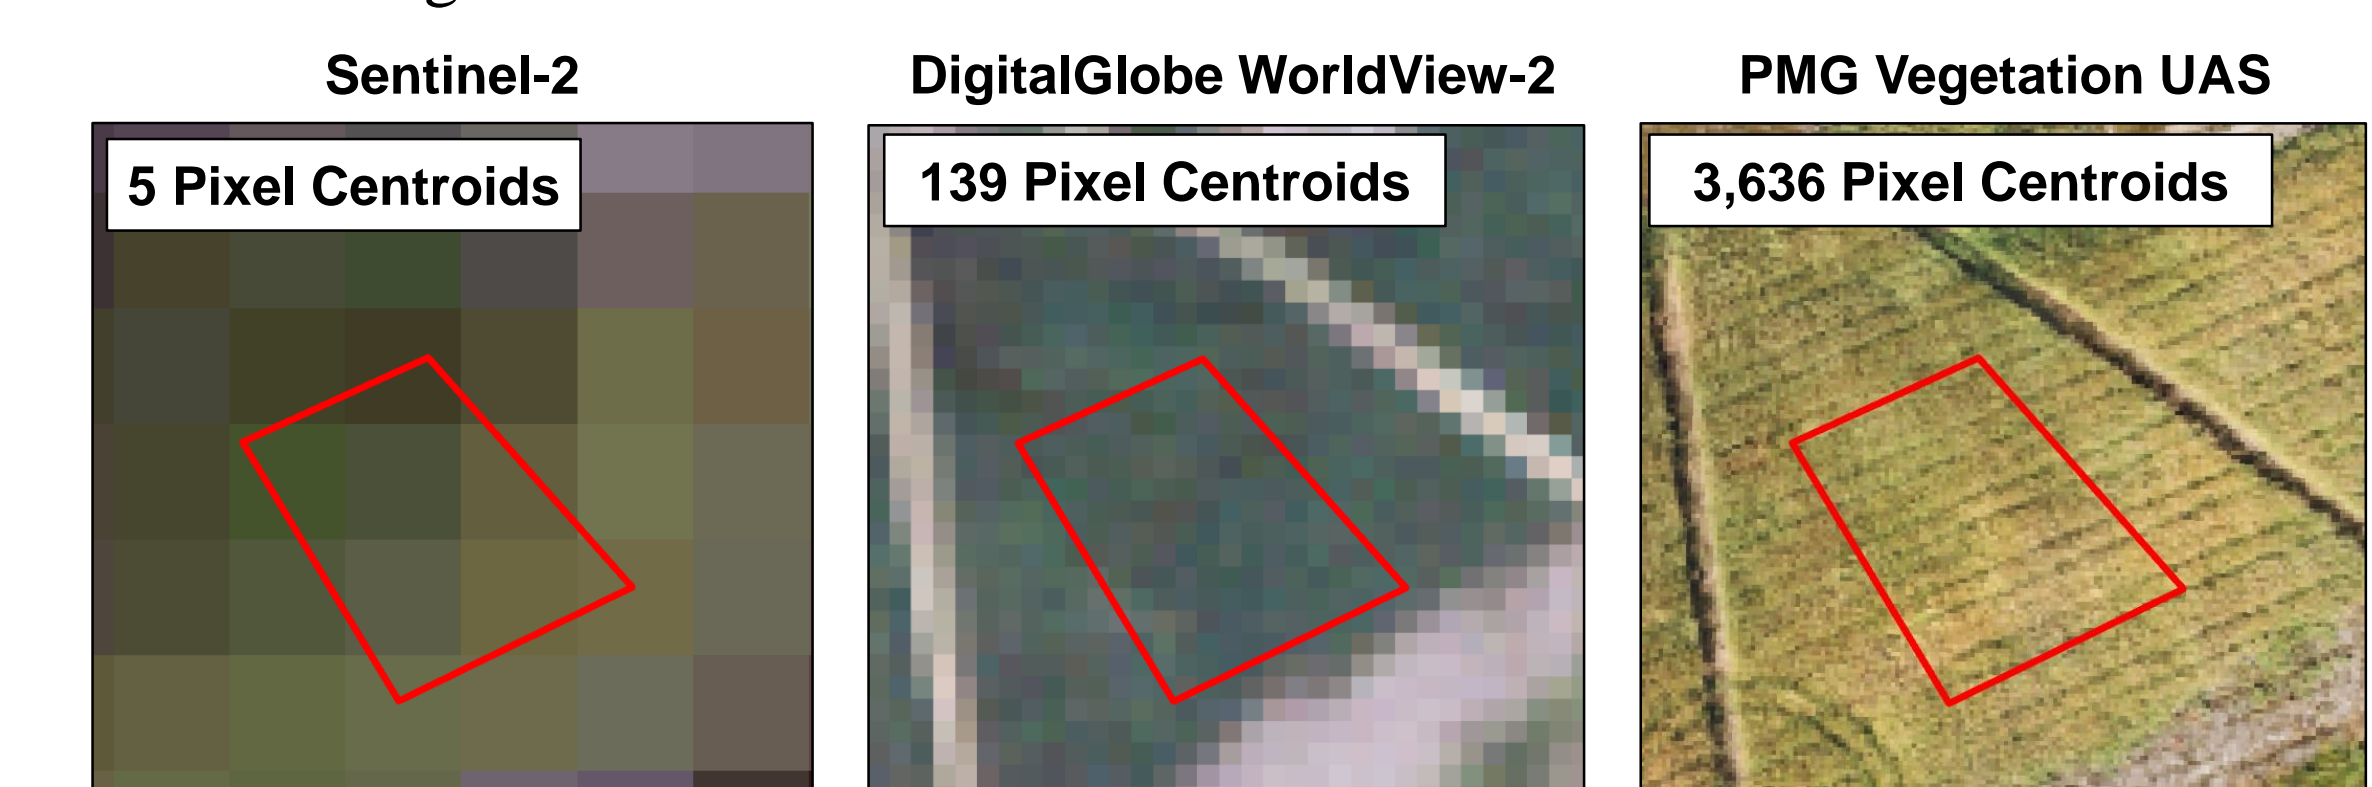 Sentinel-2
DigitalGlobe WorldView-2
PMG Vegetation UAS
5 Pixel Centroids
139 Pixel Centroids
3,636 Pixel Centroids